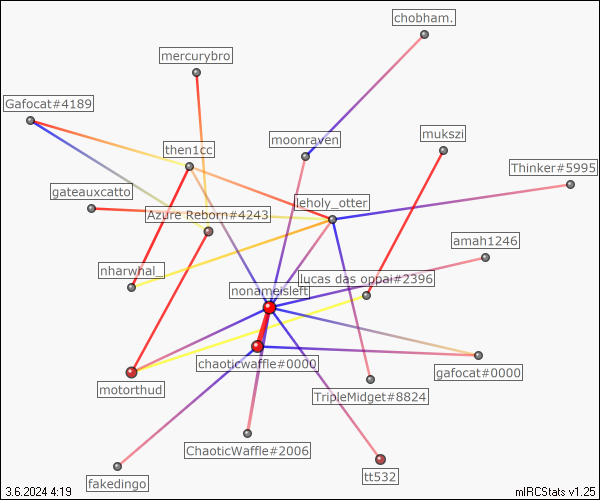 chobham.
mercurybro
Gafocat#4189
mukszi
moonraven
then1cc
Thinker#5995
gateauxcatto
leholy_otter
Azure Reborn#4243
amah1246
nharwhal_
lucas das oppai#2396
nonameisleft
chaoticwaffle#0000
gafocat#0000
motorthud
TripleMidget#8824
ChaoticWaffle#2006
tt532
fakedingo
3.6.2024 4:19
mIRCStats v1.25